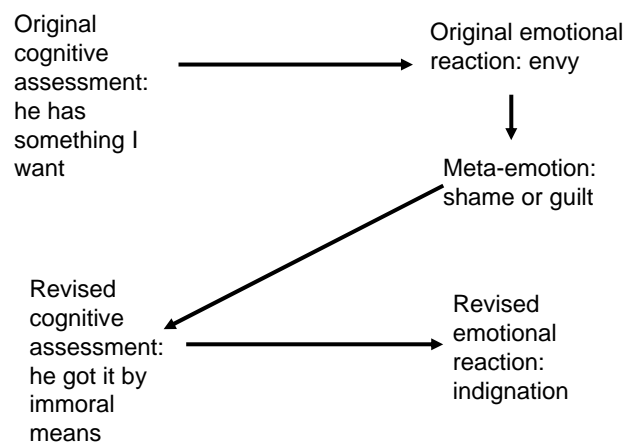 Original
cognitive
assessment:
he has
something I
want
Original emotional
reaction: envy
Meta-emotion:
shame or guilt
Revised
cognitive
assessment:
he got it by
immoral
means
Revised
emotional
reaction:
indignation